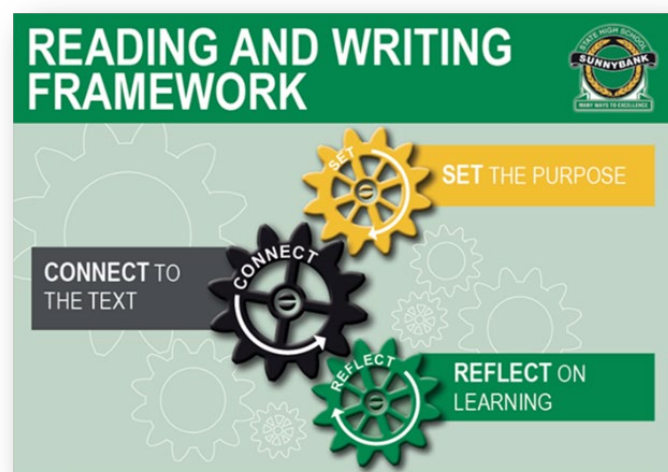 READING AND WRITING
FRAMEWORK
STATE HIGH SCHOOL
SUNNYBANK
MANY WAYS TO EXCELLENCE
SET
SET THE PURPOSE
CONNECT
CONNECT TO
THE TEXT
REFLECT
REFLECT ON
LEARNING